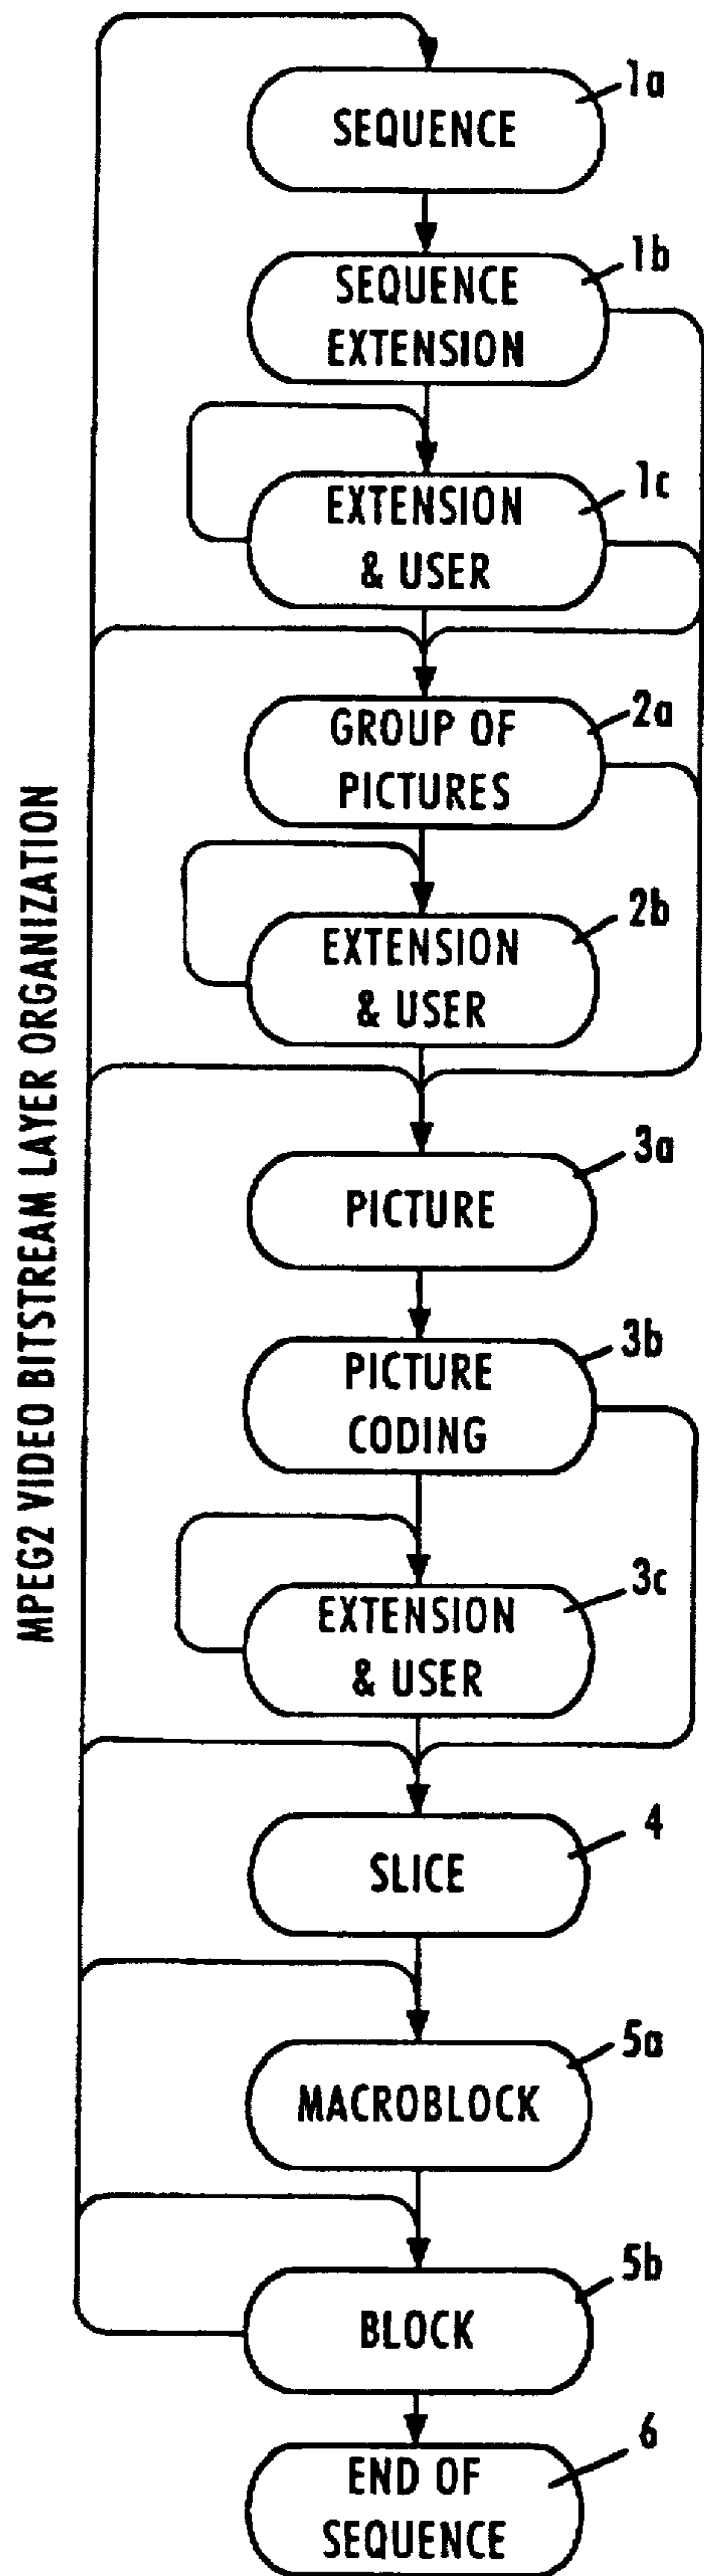 MPEG2 VIDEO BITSTREAM LAYER ORGANIZATION
1a
SEQUENCE
1b
SEQUENCE
EXTENSION
1c
EXTENSION
& USER
2a
GROUP OF
PICTURES
2b
EXTENSION
& USER
3a
PICTURE
3b
PICTURE
CODING
3c
EXTENSION
& USER
4
SLICE
5a
MACROBLOCK
5b
BLOCK
6
END OF
SEQUENCE